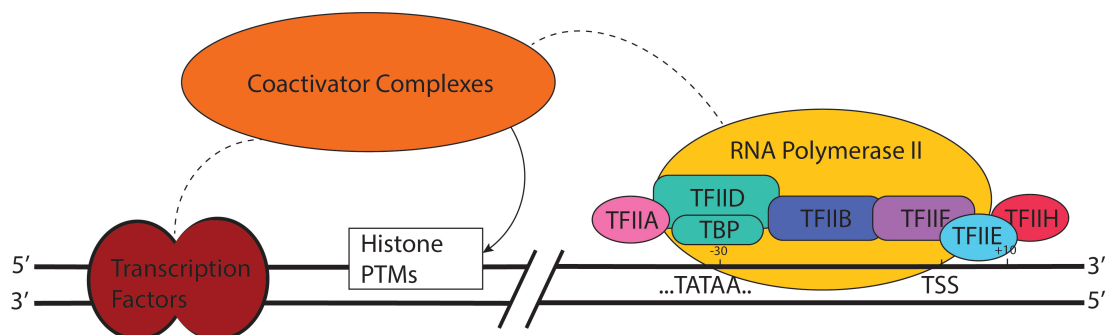 Coactivator Complexes
RNA Polymerase II
TFIIA
TFIID
TBP
TFIIB
TFIIF
TFIIE
TFIIH
-30
+10
Transcription
Factors
Histone
PTMs
5’
3’
3’
5’
...TATAA..
TSS